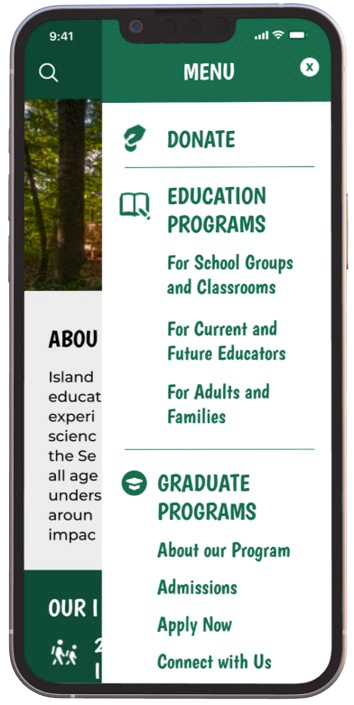 9:41
MENU
X
DONATE
EDUCATION
PROGRAMS
For School Groups
and Classrooms
For Current and
Future Educators
For Adults and
Families
GRADUATE
PROGRAMS
About our Program
Admissions
Apply Now
Connect with Us
ABOU
Island
educat
experi
scienc
the Se
all age
unders
aroun
impac
OUR I
2